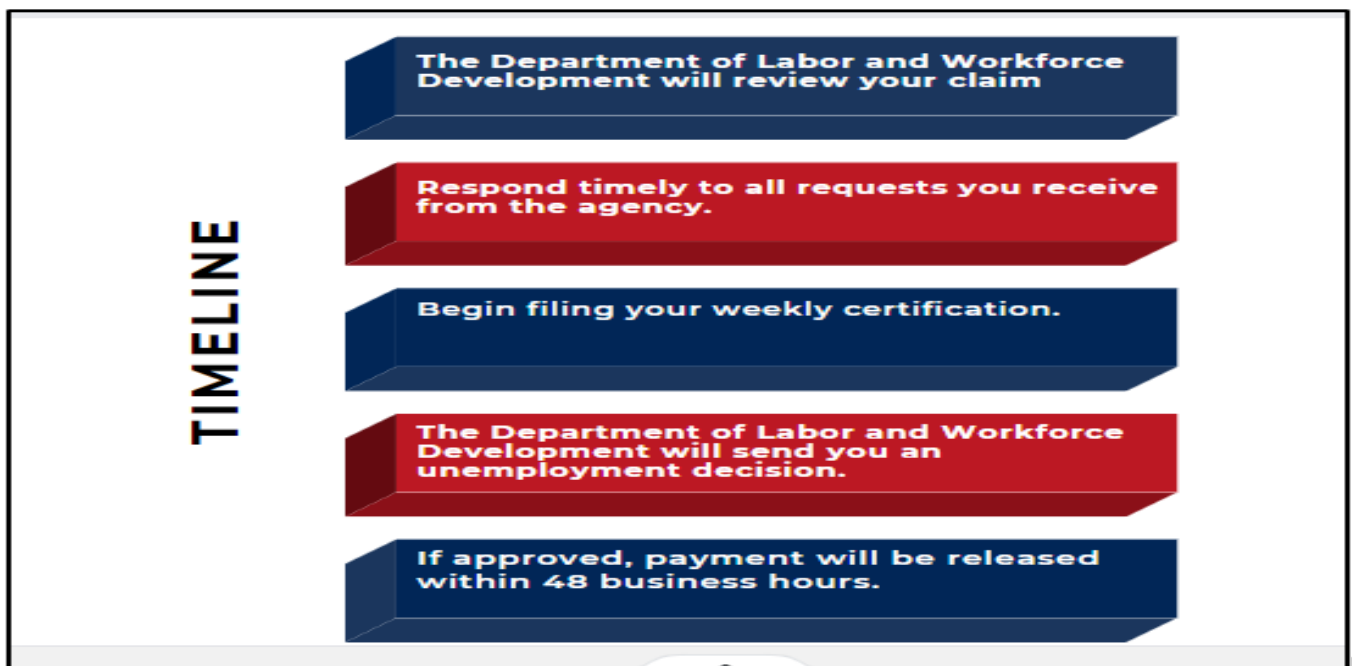 TIMELINE
The Department of Labor and Workforce
Development will review your claim
Respond timely to all requests you receive
from the agency.
Begin filing your weekly certification.
The Department of Labor and Workforce
Development will send you an
unemployment decision.
If approved, payment will be released
within 48 business hours.